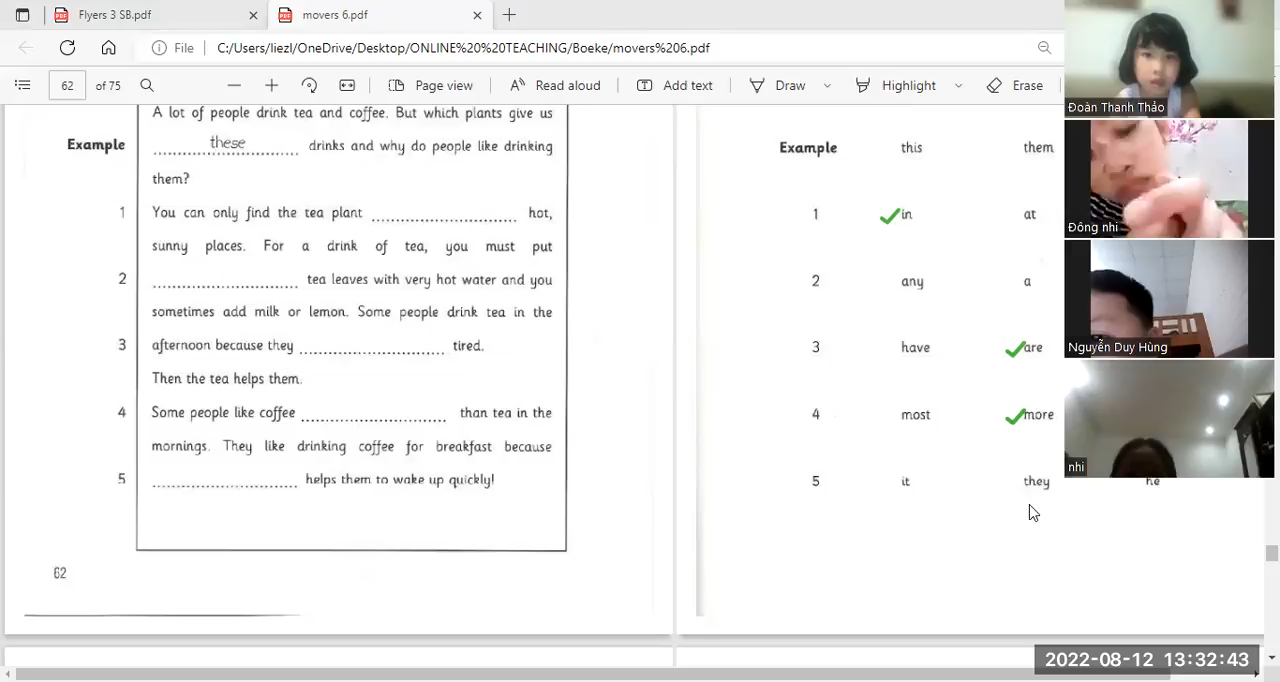 Flyers 3 SB.pdf
movers 6.pdf
File C:/Users/liezl/OneDrive/Desktop/ONLINE%20%20TEACHING/Boeke/movers%206.pdf
62 of 75 Page view Read aloud Add text Draw Highlight Erase
A lot of people drink tea and coffee. But which plants give us
Example these drinks and why do people like drinking
them?
1 You can only find the tea plant ........................ hot,
sunny places. For a drink of tea, you must put
2 ........................ tea leaves with very hot water and you
sometimes add milk or lemon. Some people drink tea in the
3 afternoon because they ........................ tired.
Then the tea helps them.
4 Some people like coffee ........................ than tea in the
mornings. They like drinking coffee for breakfast because
5 ........................ helps them to wake up quickly!
62
Example this them
1 in at
2 any a
3 have are
4 most more
5 it they he
Đoàn Thanh Thảo
Đông nhi
Nguyễn Duy Hùng
nhi
2022-08-12 13:32:43